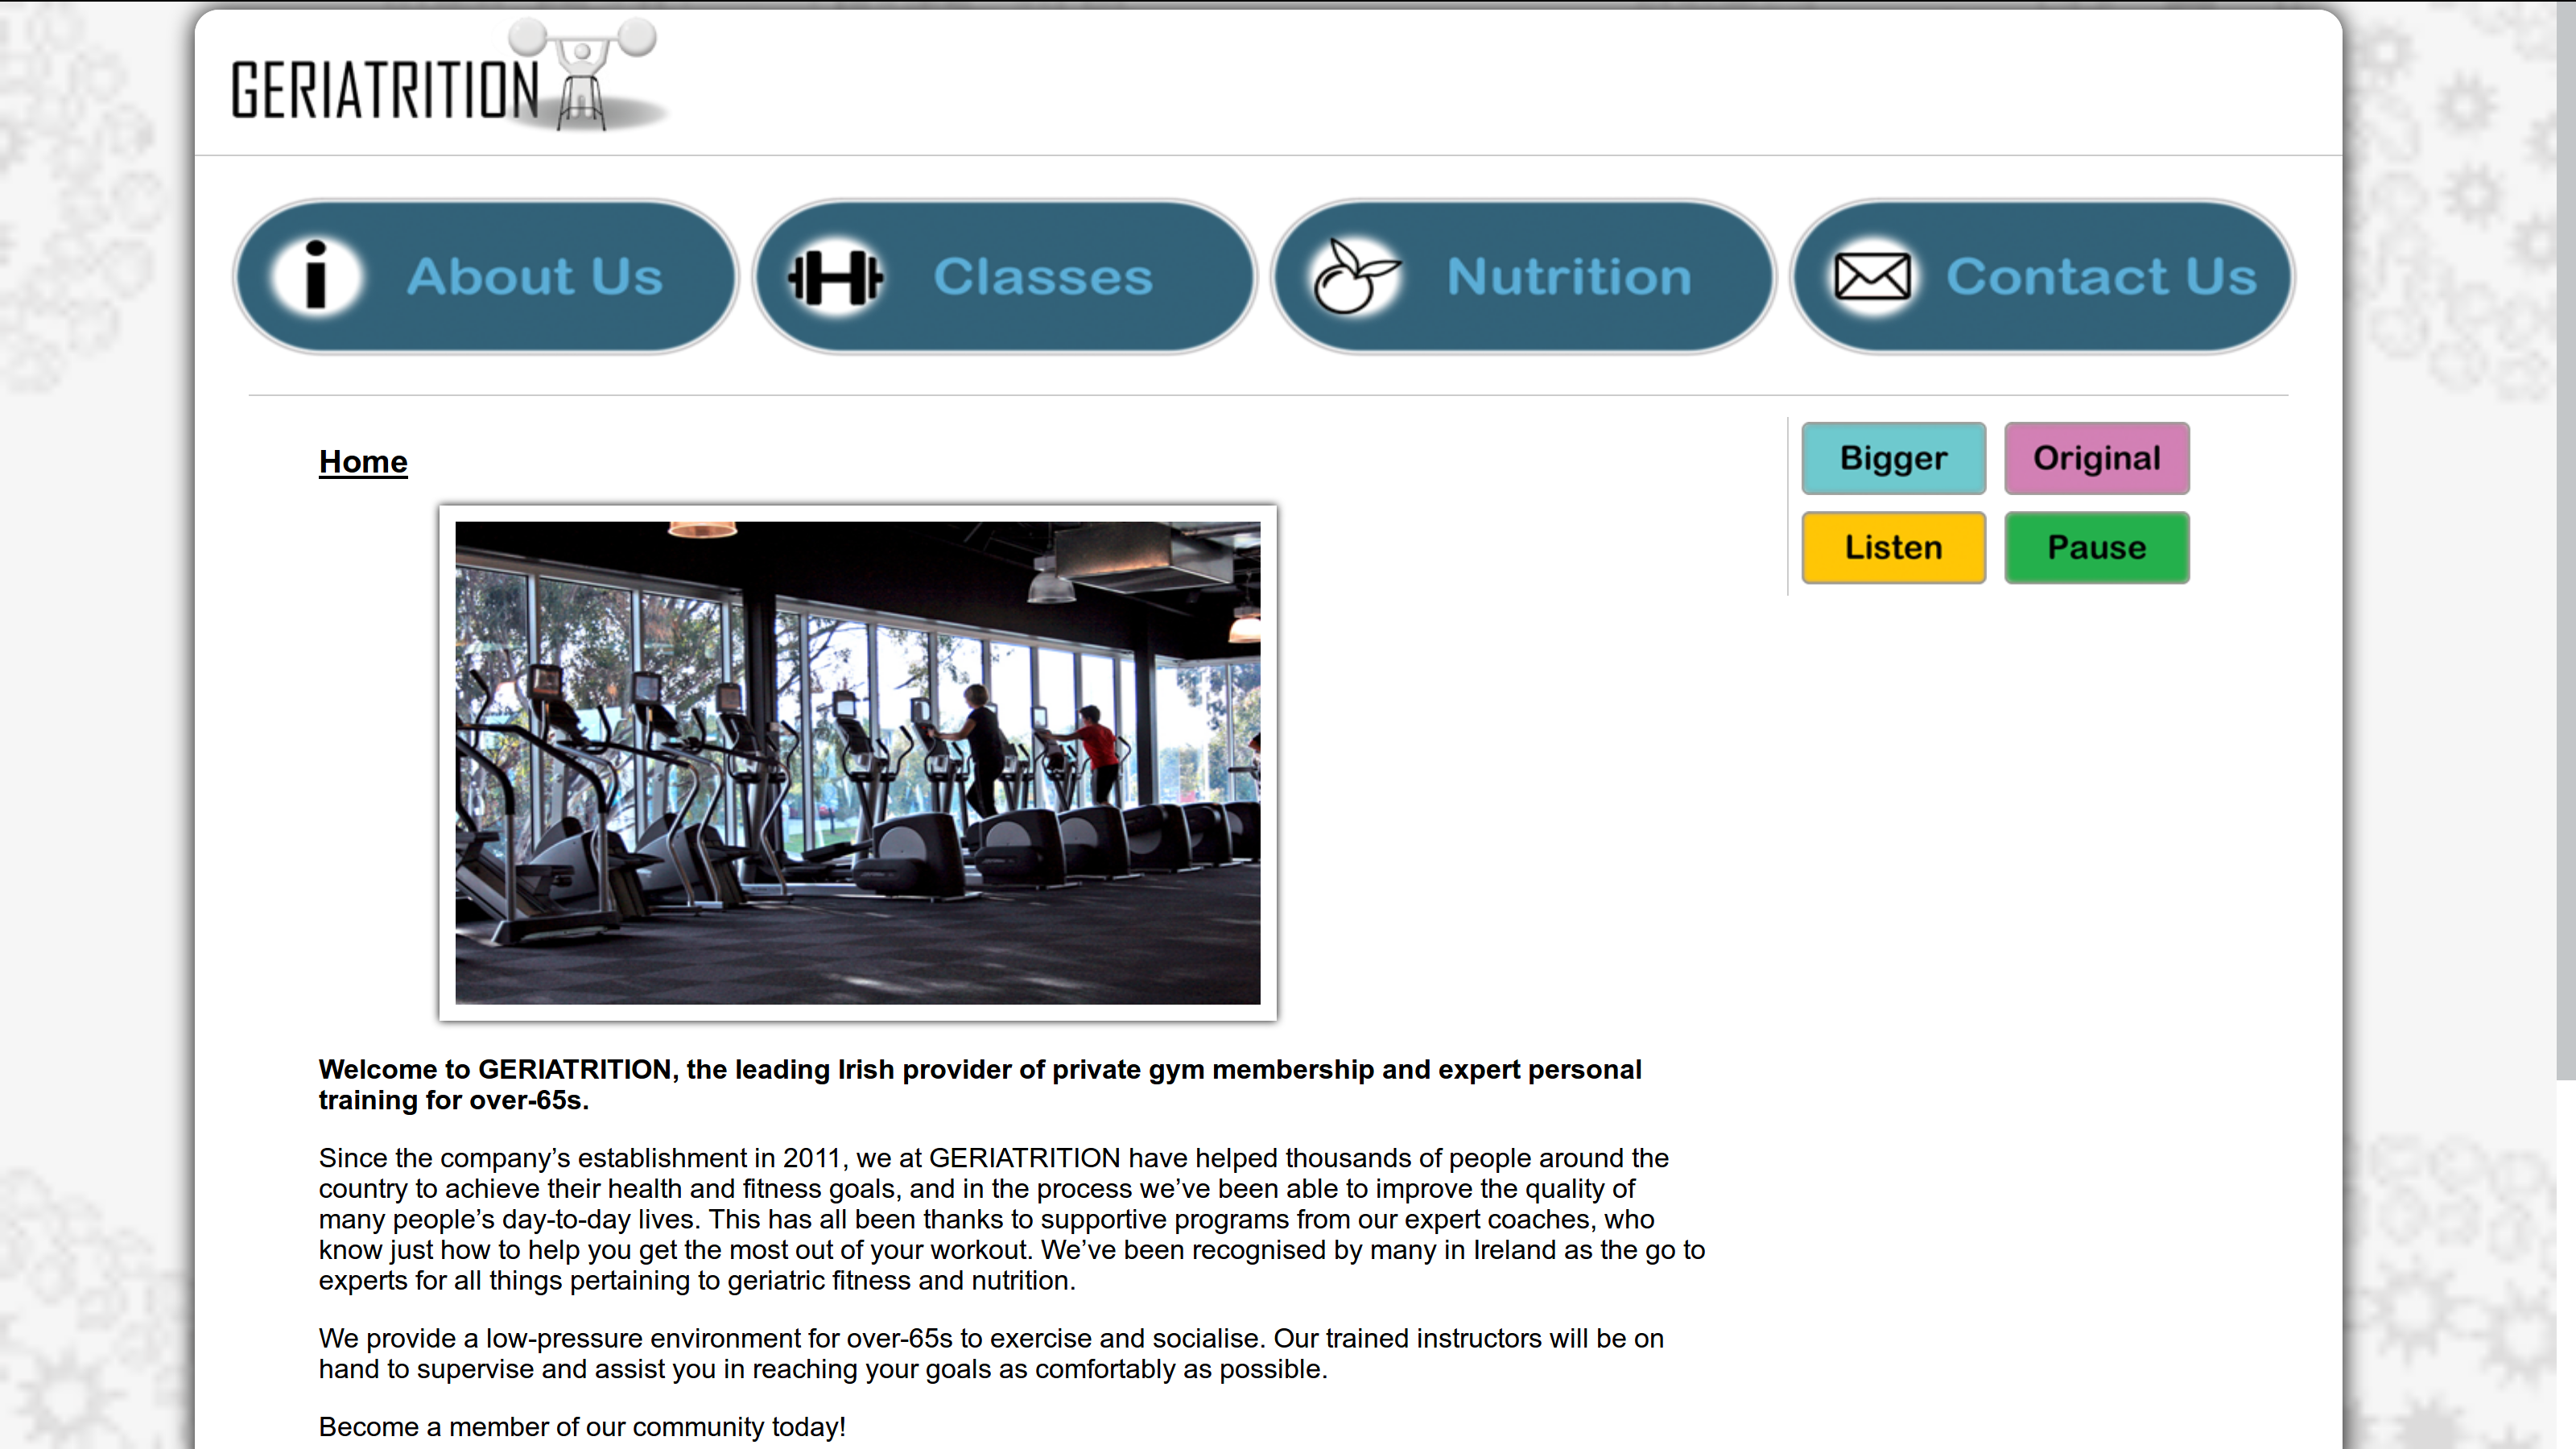 GERIATRITION
About Us
Classes
Nutrition
Contact Us
Home
Bigger
Original
Listen
Pause
Welcome to GERIATRITION, the leading Irish provider of private gym membership and expert personal
training for over-65s.
Since the company’s establishment in 2011, we at GERIATRITION have helped thousands of people around the
country to achieve their health and fitness goals, and in the process we’ve been able to improve the quality of
many people’s day-to-day lives. This has all been thanks to supportive programs from our expert coaches, who
know just how to help you get the most out of your workout. We’ve been recognised by many in Ireland as the go to
experts for all things pertaining to geriatric fitness and nutrition.
We provide a low-pressure environment for over-65s to exercise and socialise. Our trained instructors will be on
hand to supervise and assist you in reaching your goals as comfortably as possible.
Become a member of our community today!